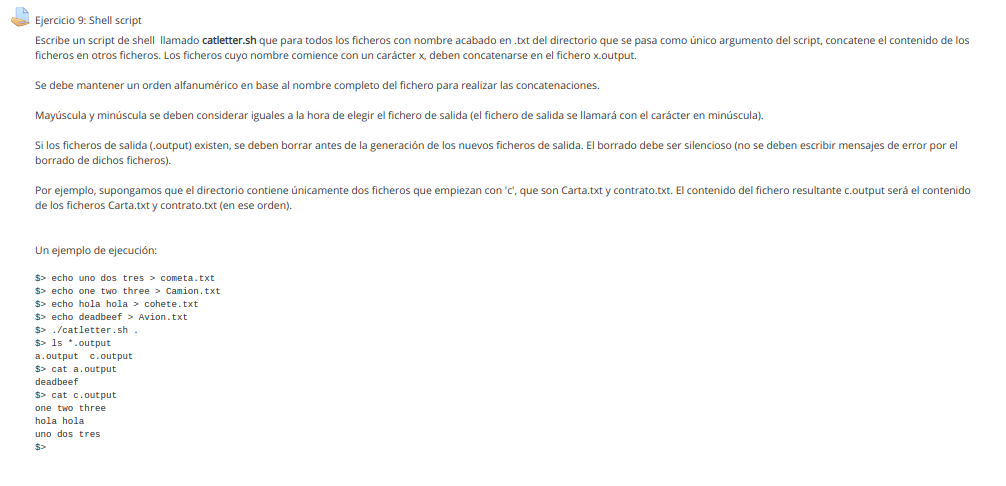 Ejercicio 9: Shell script
Escribe un script de shell llamado catletter.sh que para todos los ficheros con nombre acabado en .txt del directorio que se pasa como único argumento del script, concatene el contenido de los
ficheros en otros ficheros. Los ficheros cuyo nombre comience con un carácter x, deben concatenarse en el fichero x.output.
Se debe mantener un orden alfanumérico en base al nombre completo del fichero para realizar las concatenaciones.
Mayúscula y minúscula se deben considerar iguales a la hora de elegir el fichero de salida (el fichero de salida se llamará con el carácter en minúscula).
Si los ficheros de salida (.output) existen, se deben borrar antes de la generación de los nuevos ficheros de salida. El borrado debe ser silencioso (no se deben escribir mensajes de error por el
borrado de dichos ficheros).
Por ejemplo, supongamos que el directorio contiene únicamente dos ficheros que empiezan con 'c', que son Carta.txt y contrato.txt. El contenido del fichero resultante c.output será el contenido
de los ficheros Carta.txt y contrato.txt (en ese orden).
Un ejemplo de ejecución:
$> echo uno dos tres > cometa.txt
$> echo one two three > Camion.txt
$> echo hola hola > cohete.txt
$> echo deadbeef > Avion.txt
$> ./catletter.sh .
$> ls *.output
a.output  c.output
$> cat a.output
deadbeef
$> cat c.output
one two three
hola hola
uno dos tres
$>